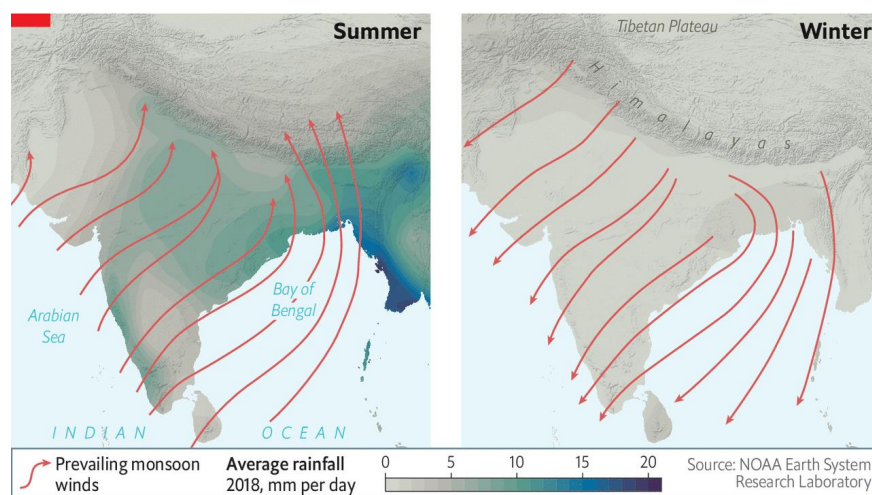 Summer
Arabian
Sea
Bay of
Bengal
INDIAN OCEAN
Tibetan Plateau
Winter
Himalayas
Prevailing monsoon
winds
Average rainfall
2018, mm per day
0 5 10 15 20
Source: NOAA Earth System
Research Laboratory